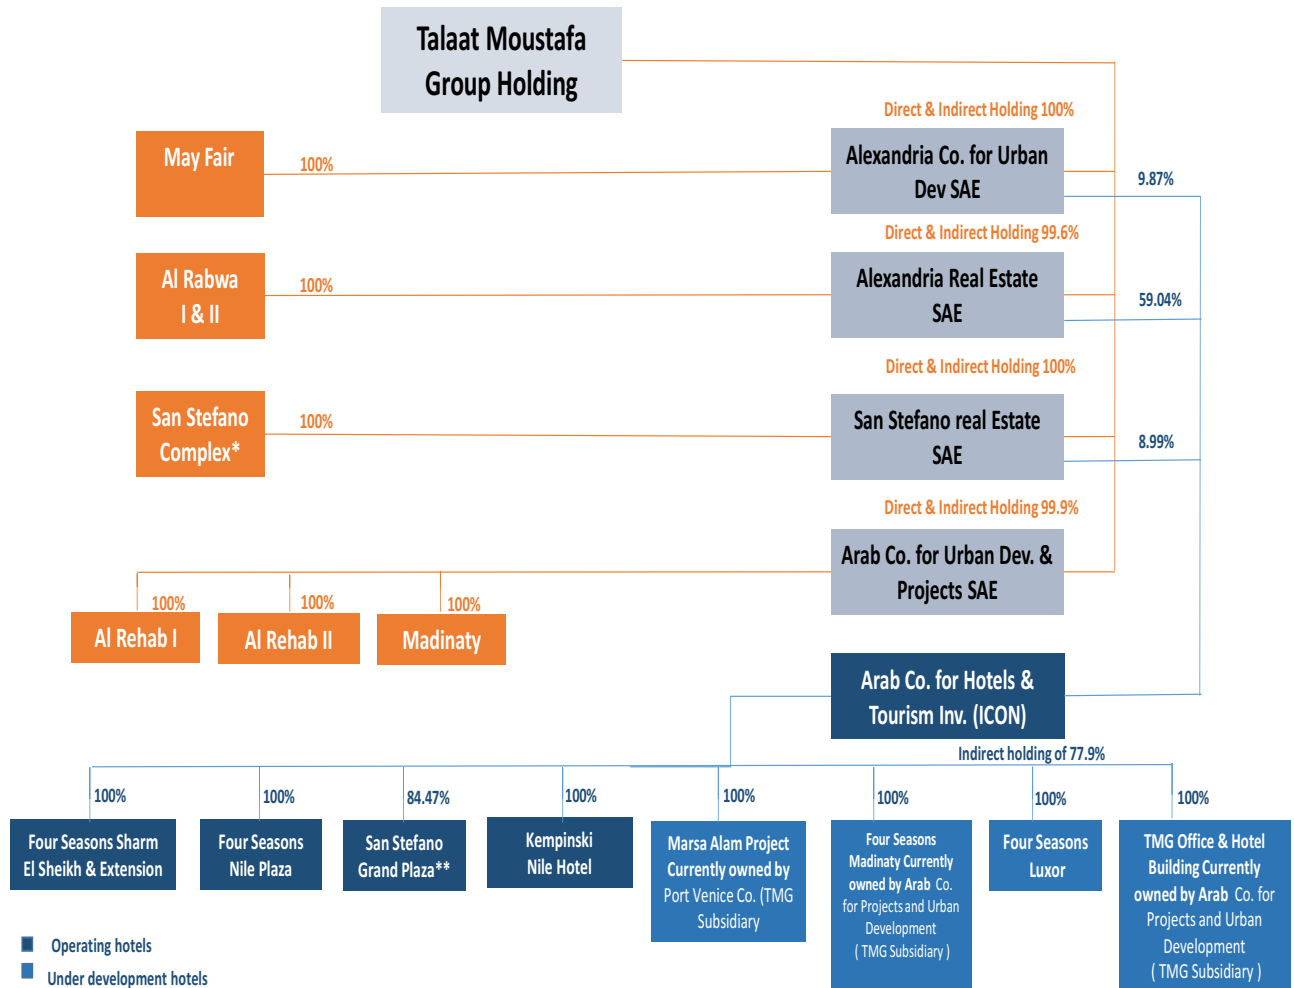 Talaat Moustafa
Group Holding
Direct & Indirect Holding 100%
May Fair
100%
Alexandria Co. for Urban
Dev SAE
9.87%
Direct & Indirect Holding 99.6%
Al Rabwa
I & II
100%
Alexandria Real Estate
SAE
59.04%
Direct & Indirect Holding 100%
San Stefano
Complex*
100%
San Stefano real Estate
SAE
8.99%
Direct & Indirect Holding 99.9%
Arab Co. for Urban Dev. &
Projects SAE
100%
100%
100%
Al Rehab I
Al Rehab II
Madinaty
Arab Co. for Hotels &
Tourism Inv. (ICON)
Indirect holding of 77.9%
100%
100%
84.47%
100%
100%
100%
100%
100%
Four Seasons Sharm
El Sheikh & Extension
Four Seasons
Nile Plaza
San Stefano
Grand Plaza**
Kempinski
Nile Hotel
Marsa Alam Project
Currently owned by
Port Venice Co. (TMG
Subsidiary
Four Seasons
Madinaty Currently
owned by Arab Co.
for Projects and Urban
Development
( TMG Subsidiary )
Four Seasons
Luxor
TMG Office & Hotel
Building Currently
owned by Arab Co. for
Projects and Urban
Development
( TMG Subsidiary )
Operating hotels
Under development hotels